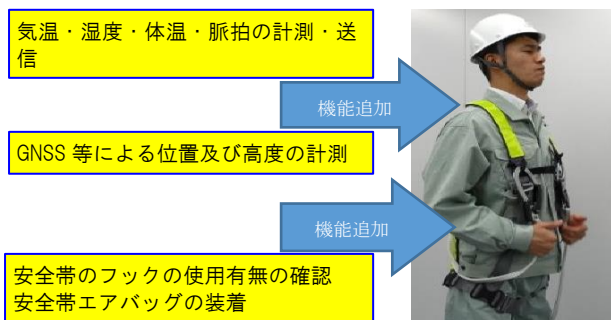 気温・湿度・体温・脈拍の計測・送
信
機能追加
GNSS 等による位置及び高度の計測
機能追加
安全帯のフックの使用有無の確認
安全帯エアバッグの装着